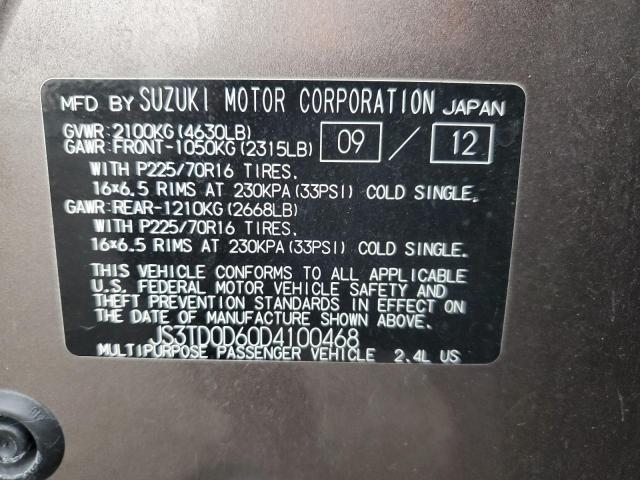 MFD BY SUZUKI MOTOR CORPORATION JAPAN
GVWR:2100KG(4630LB)
GAWR:FRONT-1050KG(2315LB) 09 / 12
WITH P225/70R16 TIRES.
16×6.5 RIMS AT 230KPA(33PSI) COLD SINGLE.
GAWR:REAR-1210KG(2668LB)
WITH P225/70R16 TIRES.
16×6.5 RIMS AT 230KPA(33PSI) COLD SINGLE.
THIS VEHICLE CONFORMS TO ALL APPLICABLE
U.S. FEDERAL MOTOR VEHICLE SAFETY AND
THEFT PREVENTION STANDARDS IN EFFECT ON
THE DATE OF MANUFACTURE SHOWN ABOVE.
JS3TD0D60D4100468
MULTIPURPOSE PASSENGER VEHICLE 2.4L US